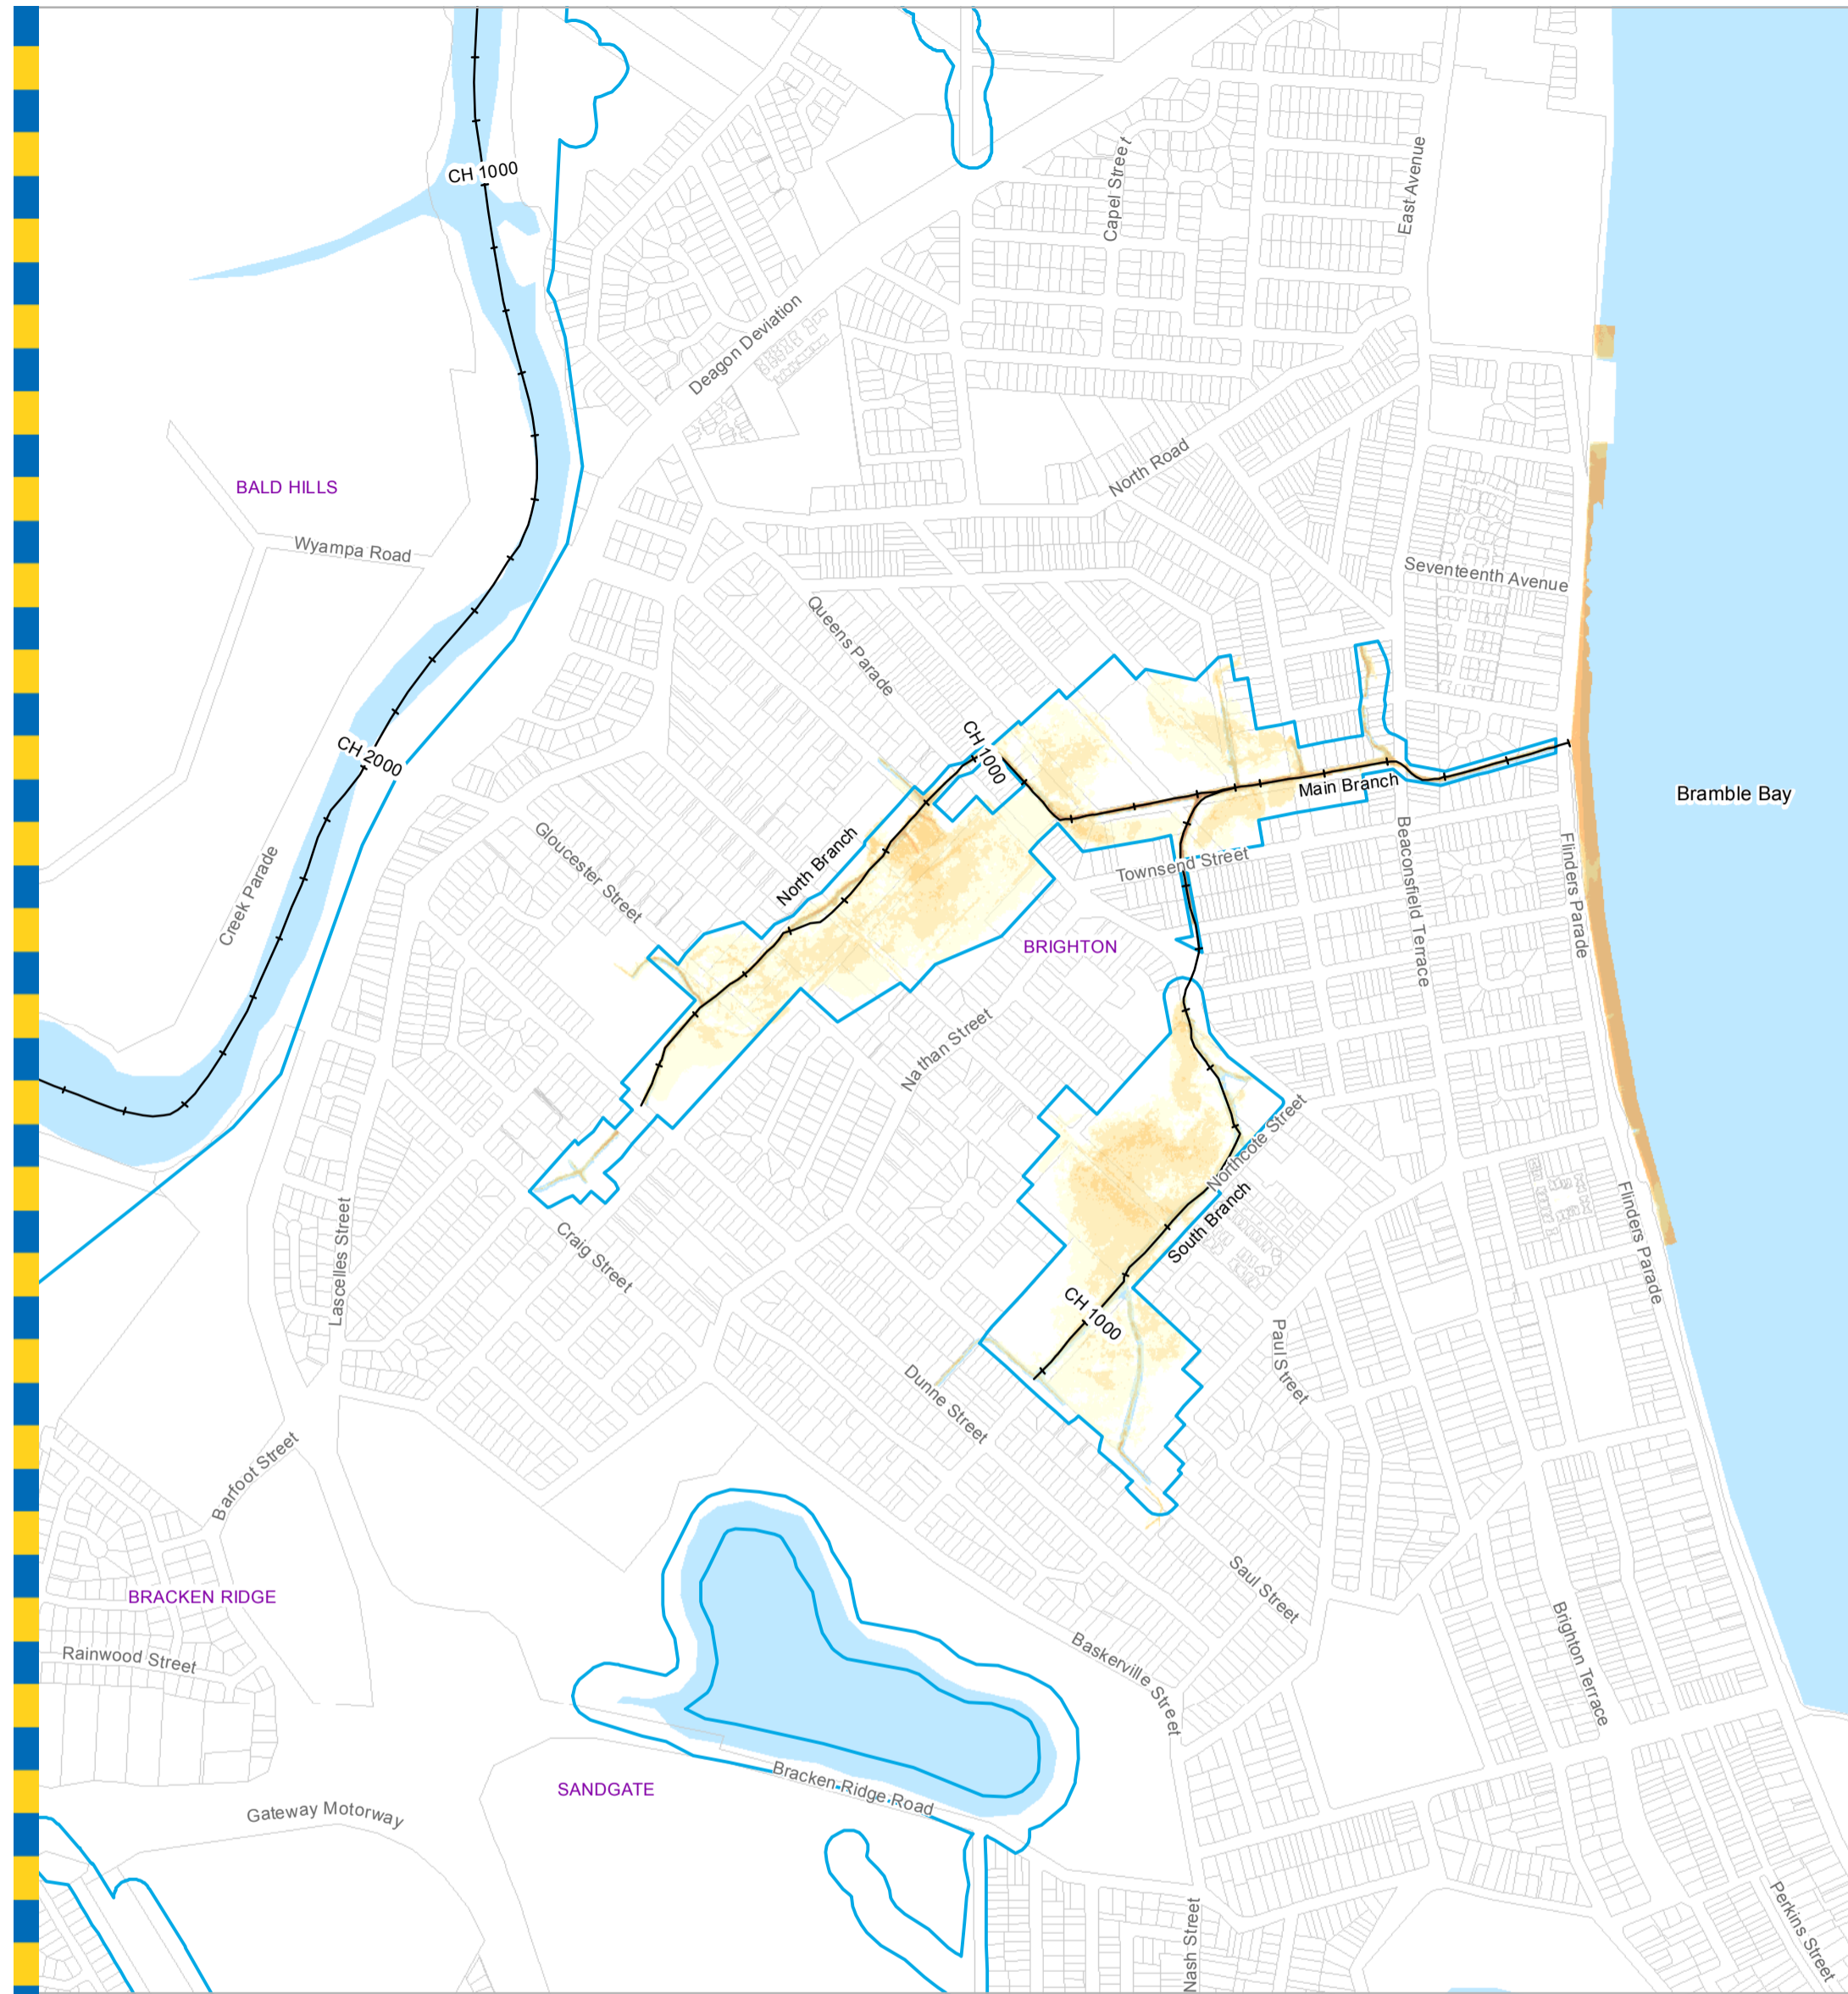 CH 1000
Capel Street
East Avenue
Deagon Deviation
North Road
BALD HILLS
Wyampa Road
Seventeenth Avenue
Queens Parade
CH 1000
CH 2000
Main Branch
Bramble Bay
Gloucester Street
North Branch
Townsend Street
Beaconsfield Terrace
Flinders Parade
Creek Parade
BRIGHTON
Nathan Street
Northcote Street
South Branch
Lascelles Street
Craig Street
Flinders Parade
CH 1000
Paul Street
Dunne Street
Barfoot Street
Saul Street
BRACKEN RIDGE
Rainwood Street
Baskerville Street
Brighton Terrace
SANDGATE
Bracken Ridge Road
Gateway Motorway
Nash Street
Perkins Street